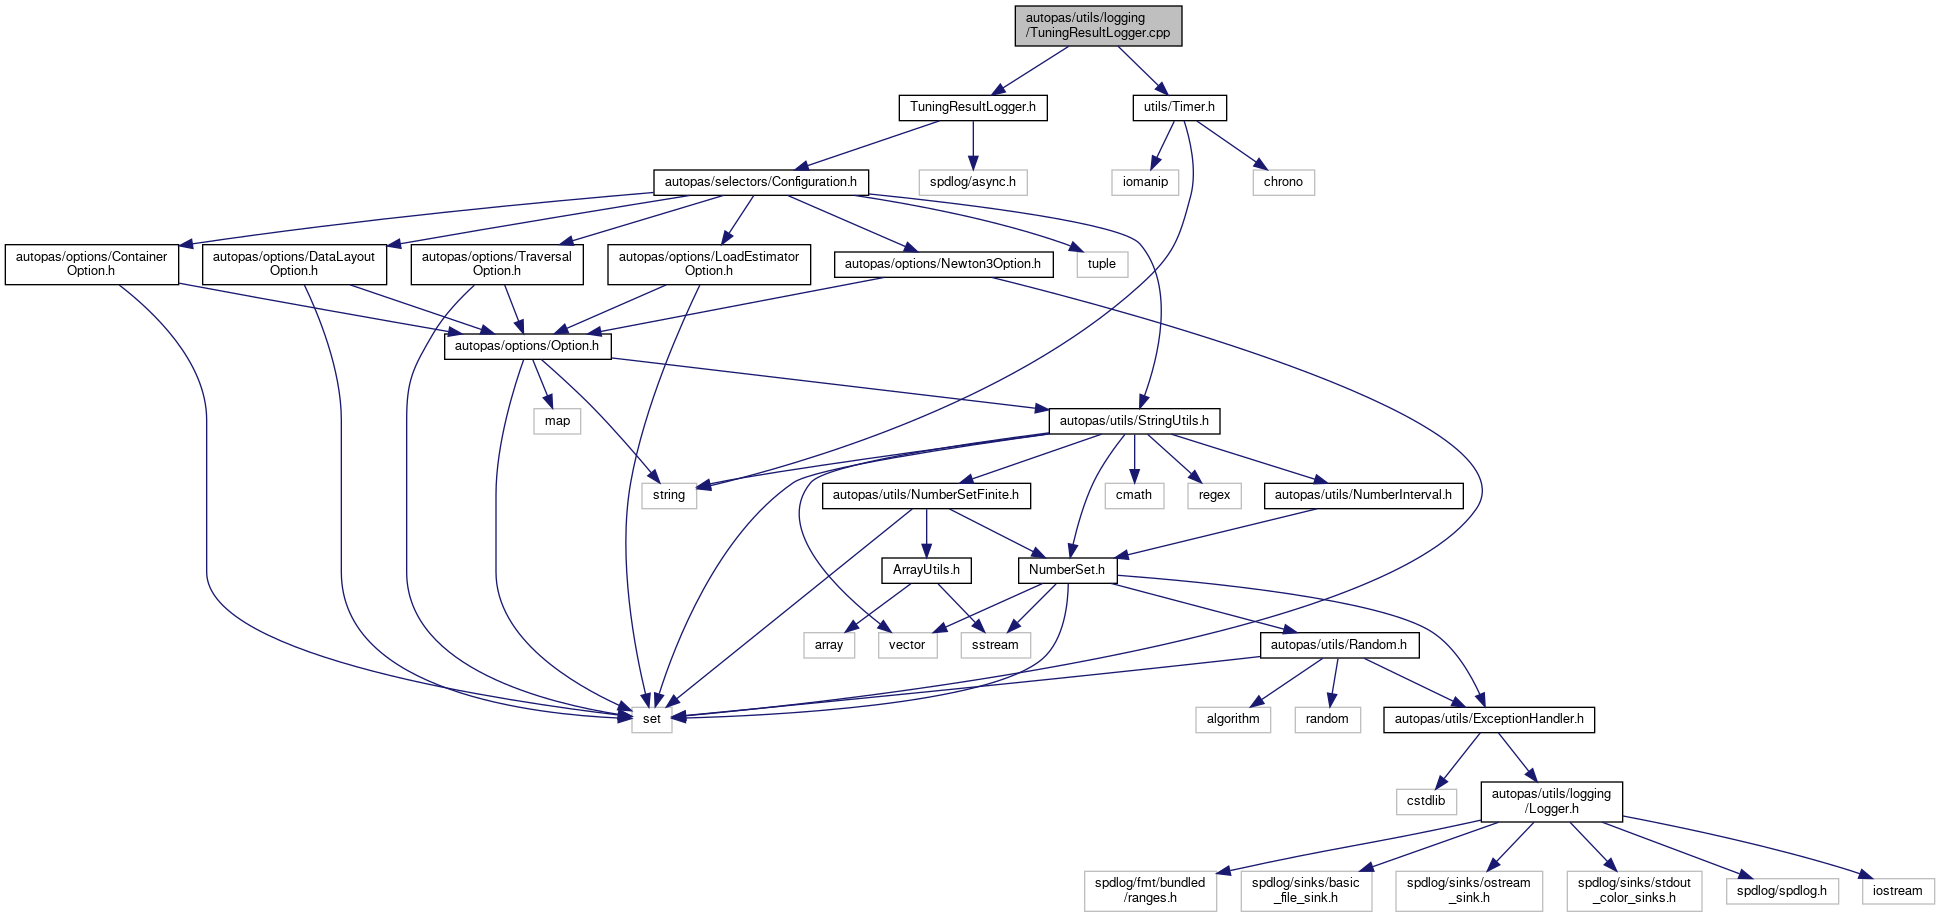 autopas/utils/logging
/TuningResultLogger.cpp
TuningResultLogger.h
utils/Timer.h
autopas/selectors/Configuration.h
spdlog/async.h
iomanip
chrono
autopas/options/Container
Option.h
autopas/options/DataLayout
Option.h
autopas/options/Traversal
Option.h
autopas/options/LoadEstimator
Option.h
autopas/options/Newton3Option.h
tuple
autopas/options/Option.h
map
autopas/utils/StringUtils.h
string
autopas/utils/NumberSetFinite.h
cmath
regex
autopas/utils/NumberInterval.h
ArrayUtils.h
NumberSet.h
array
vector
sstream
autopas/utils/Random.h
set
algorithm
random
autopas/utils/ExceptionHandler.h
cstdlib
autopas/utils/logging
/Logger.h
spdlog/fmt/bundled
/ranges.h
spdlog/sinks/basic
_file_sink.h
spdlog/sinks/ostream
_sink.h
spdlog/sinks/stdout
_color_sinks.h
spdlog/spdlog.h
iostream